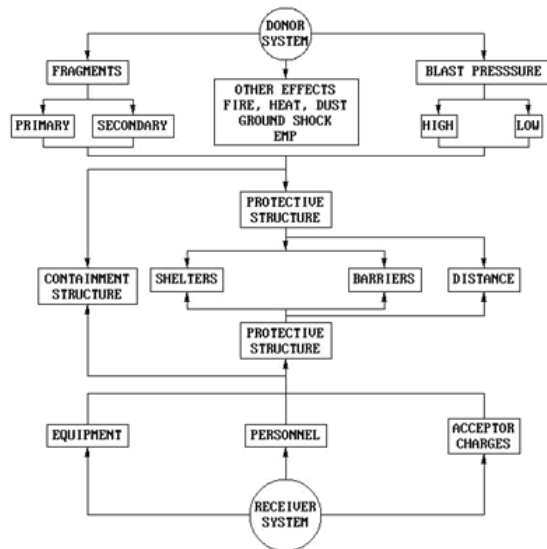 DONOR
SYSTEM
FRAGMENTS
BLAST PRESSSURE
OTHER EFFECTS
FIRE, HEAT, DUST
GROUND SHOCK
EMP
PRIMARY
SECONDARY
HIGH
LOW
PROTECTIVE
STRUCTURE
CONTAINMENT
STRUCTURE
SHELTERS
BARRIERS
DISTANCE
PROTECTIVE
STRUCTURE
EQUIPMENT
PERSONNEL
ACCEPTOR
CHARGES
RECEIVER
SYSTEM